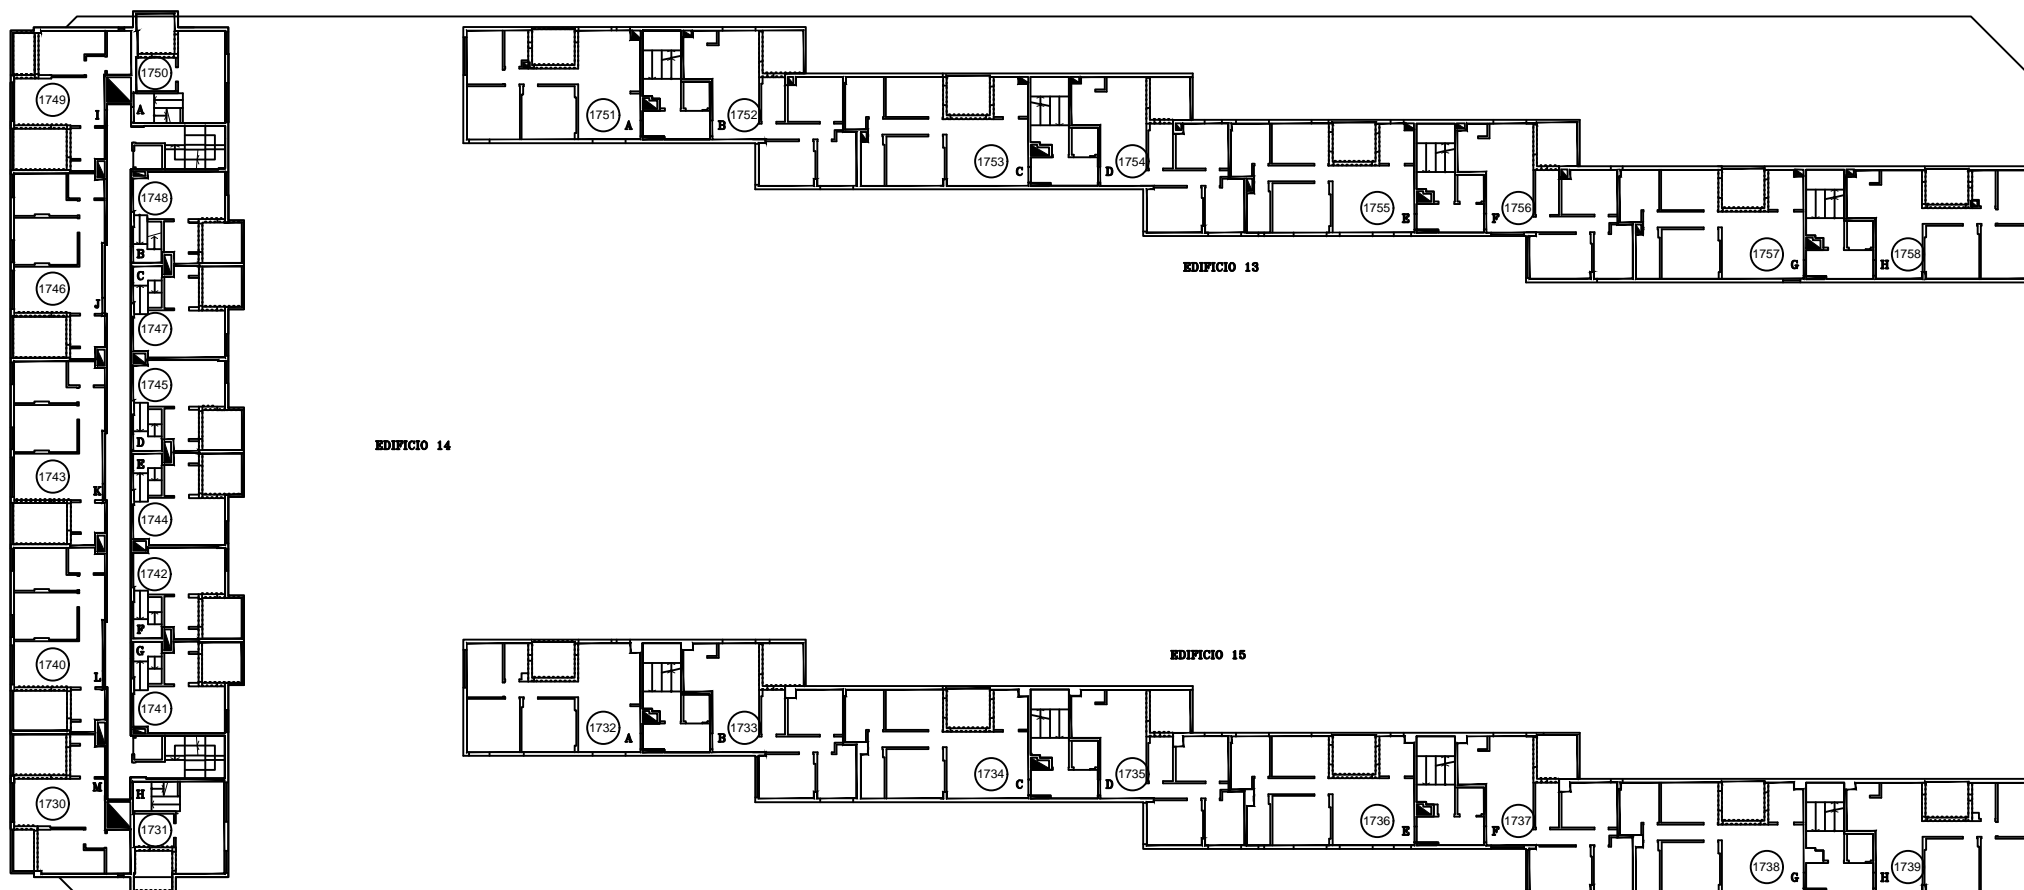 1750
1749
I
A
1748
B
C
1746
J
1747
1745
D
E
1743
K
1744
1742
F
G
1740
L
1741
M
H
1730
1731
EDIFICIO 14
1751
A
B
1752
1753
C
D
1754
1755
E
F
1756
1757
G
H
1758
EDIFICIO 13
EDIFICIO 15
1732
A
B
1733
1734
C
D
1735
1736
E
F
1737
1738
G
H
1739